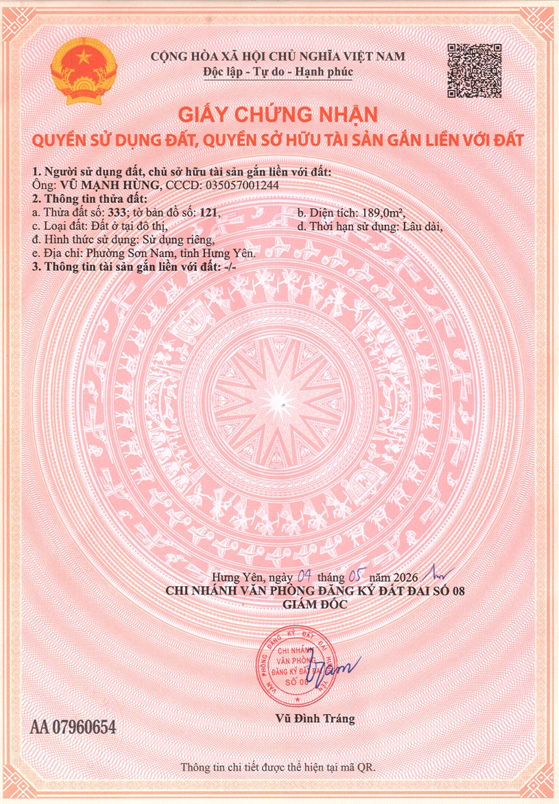 CỘNG HÒA XÃ HỘI CHỦ NGHĨA VIỆT NAM
Độc lập - Tự do - Hạnh phúc
GIẤY CHỨNG NHẬN
QUYỀN SỬ DỤNG ĐẤT, QUYỀN SỞ HỮU TÀI SẢN GẮN LIỀN VỚI ĐẤT
1. Người sử dụng đất, chủ sở hữu tài sản gắn liền với đất:
Ông: VŨ MẠNH HÙNG, CCCD: 035057001244
2. Thông tin thửa đất:
a. Thửa đất số: 333; tờ bản đồ số: 121, b. Diện tích: 189,0m²,
c. Loại đất: Đất ở tại đô thị, d. Thời hạn sử dụng: Lâu dài,
đ. Hình thức sử dụng: Sử dụng riêng,
e. Địa chỉ: Phường Sơn Nam, tỉnh Hưng Yên.
3. Thông tin tài sản gắn liền với đất: -/-
Hưng Yên, ngày 04 tháng 05 năm 2026
CHI NHÁNH VĂN PHÒNG ĐĂNG KÝ ĐẤT ĐAI SỐ 08
GIÁM ĐỐC
VĂN PHÒNG ĐĂNG KÝ ĐẤT ĐAI
CHI NHÁNH
VĂN PHÒNG
ĐĂNG KÝ ĐẤT
SỐ 08
Vũ Đình Tráng
AA 07960654
Thông tin chi tiết được thể hiện tại mã QR.